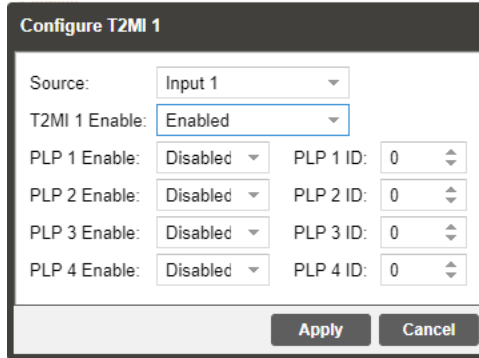 Configure T2MI 1
Source: Input 1
T2MI 1 Enable: Enabled
PLP 1 Enable: Disabled PLP 1 ID: 0
PLP 2 Enable: Disabled PLP 2 ID: 0
PLP 3 Enable: Disabled PLP 3 ID: 0
PLP 4 Enable: Disabled PLP 4 ID: 0
Apply Cancel